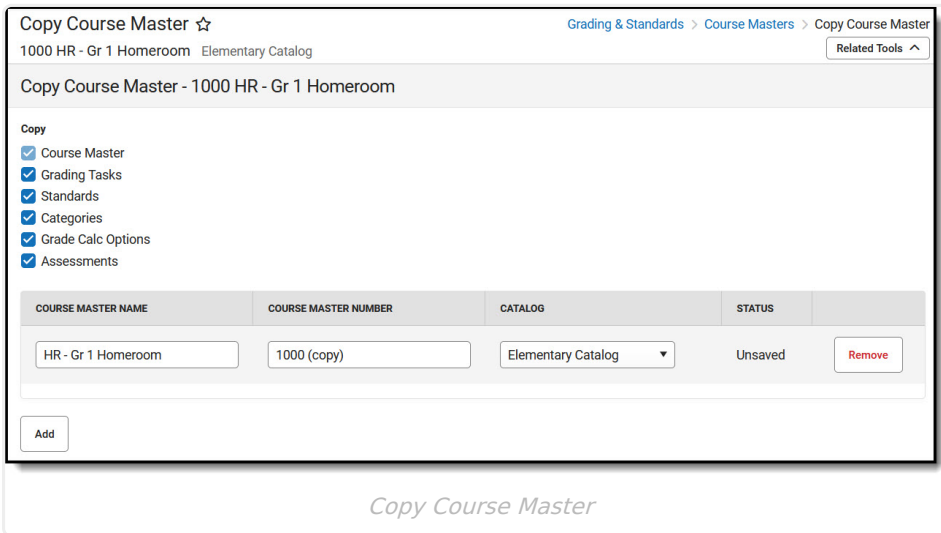 Copy Course Master
Grading & Standards > Course Masters > Copy Course Master
1000 HR - Gr 1 Homeroom Elementary Catalog
Related Tools
Copy Course Master - 1000 HR - Gr 1 Homeroom
Copy
Course Master
Grading Tasks
Standards
Categories
Grade Calc Options
Assessments
COURSE MASTER NAME COURSE MASTER NUMBER CATALOG STATUS
HR - Gr 1 Homeroom 1000 (copy) Elementary Catalog Unsaved Remove
Add
Copy Course Master